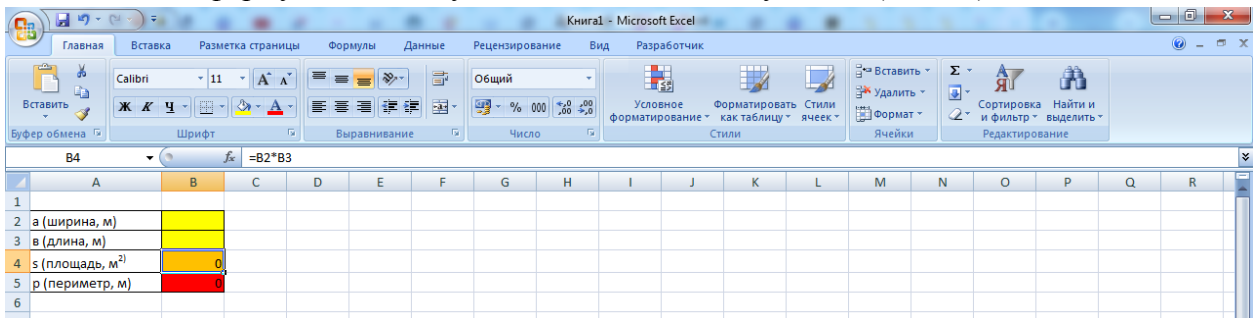 Книга1 - Microsoft Excel
Главная Вставка Разметка страницы Формулы Данные Рецензирование Вид Разработчик
Вставить Calibri 11 A A Общий Условное форматирование Форматировать как таблицу Стили ячеек Вставить Удалить Формат Σ Сортировка и фильтр Найти и выделить
Ж К Ч % 000
Буфер обмена Шрифт Выравнивание Число Стили Ячейки Редактирование
B4 fx =B2*B3
A B C D E F G H I J K L M N O P Q R
1
2 а (ширина, м)
3 в (длина, м)
4 s (площадь, м²⁾ 0
5 р (периметр, м) 0
6